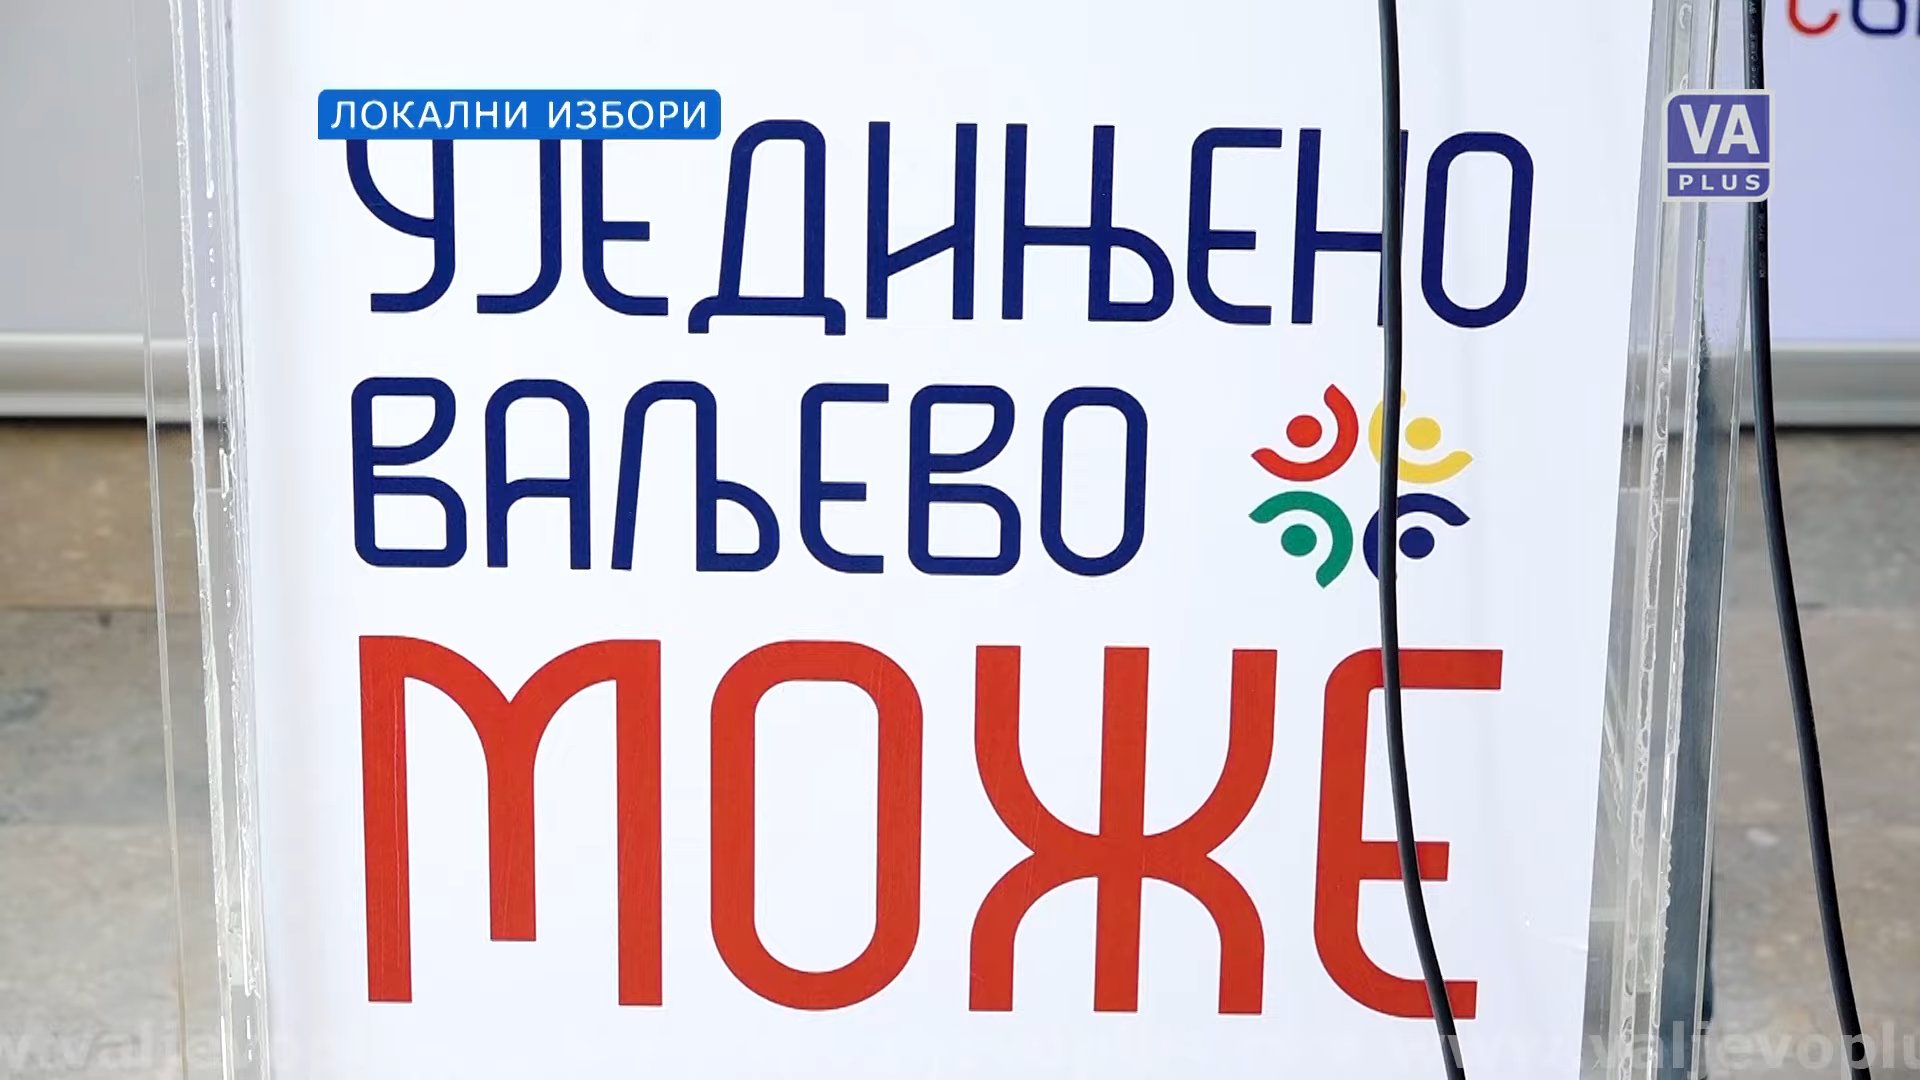 ЛОКАЛНИ ИЗБОРИ
VA
PLUS
УЈЕДИЊЕНО
ВАЉЕВО
МОЖЕ